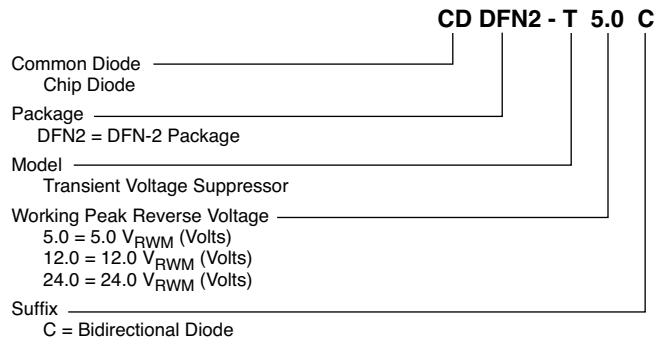 CD DFN2 - T 5.0 C
Common Diode
Chip Diode
Package
DFN2 = DFN-2 Package
Model
Transient Voltage Suppressor
Working Peak Reverse Voltage
5.0 = 5.0 VRWM (Volts)
12.0 = 12.0 VRWM (Volts)
24.0 = 24.0 VRWM (Volts)
Suffix
C = Bidirectional Diode